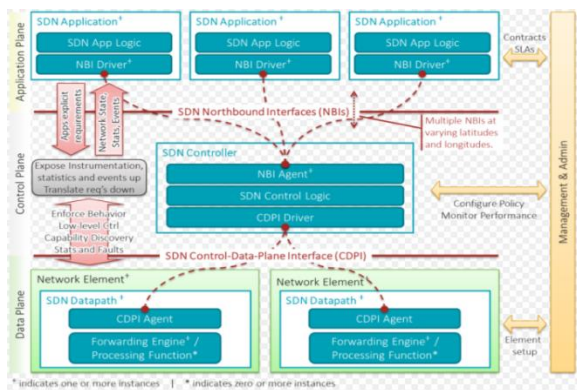 Application Plane
SDN Application⁺
SDN App Logic
NBI Driver⁺
SDN Application⁺
SDN App Logic
NBI Driver⁺
SDN Application⁺
SDN App Logic
NBI Driver⁺
Contracts
SLAs
Apps explicit
requirements
Network State,
Stats, Events
SDN Northbound Interfaces (NBIs)
Multiple NBIs at
varying latitudes
and longitudes.
Control Plane
Expose Instrumentation,
statistics and events up
Translate req's down
SDN Controller
NBI Agent⁺
SDN Control Logic
CDPI Driver
Configure Policy
Monitor Performance
Management & Admin
Enforce Behavior
Low-level Ctrl
Capability Discovery
Stats and Faults
SDN Control-Data-Plane Interface (CDPI)
Data Plane
Network Element⁺
SDN Datapath⁺
CDPI Agent
Forwarding Engine⁺ /
Processing Function*
Network Element
SDN Datapath⁺
CDPI Agent
Forwarding Engine⁺ /
Processing Function*
Element
setup
⁺ indicates one or more instances | * indicates zero or more instances